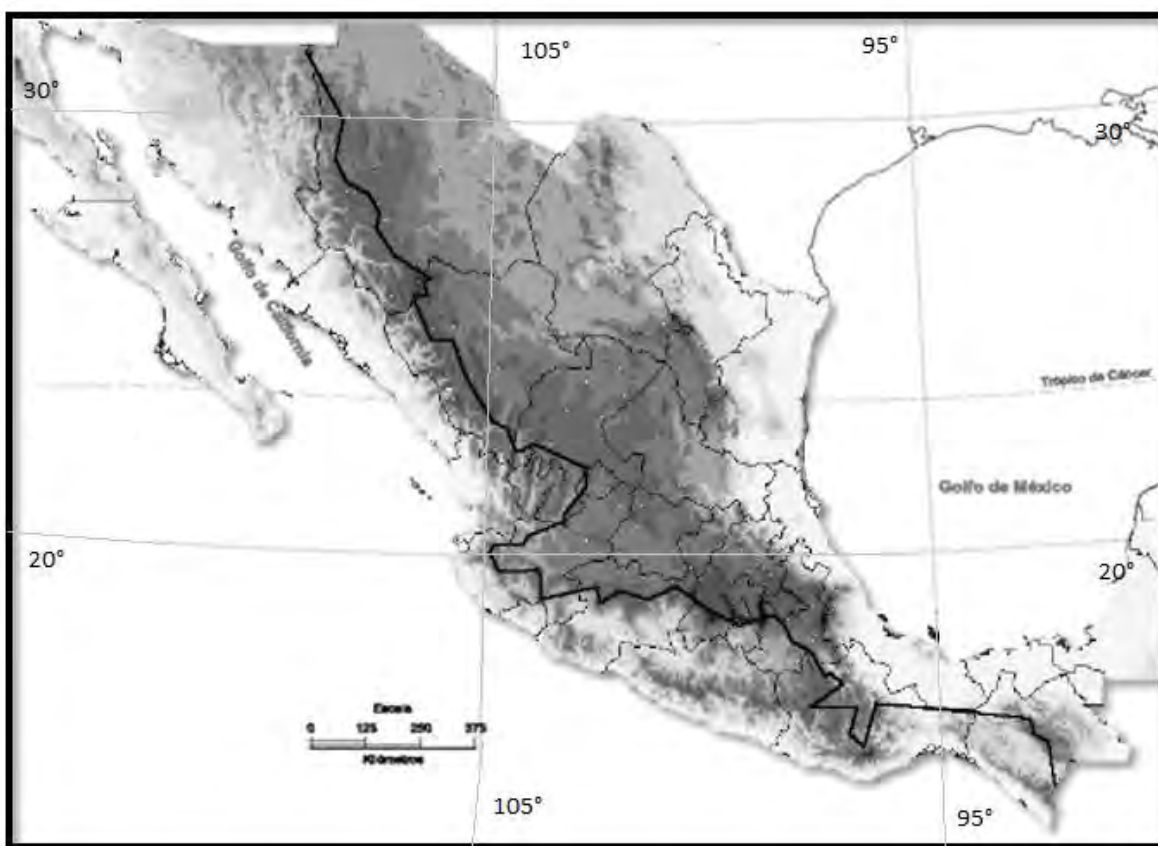 105°
95°
30°
30°
Golfo de California
Trópico de Cáncer
Golfo de México
20°
20°
Escala
0 125 250 375
Kilómetros
105°
95°